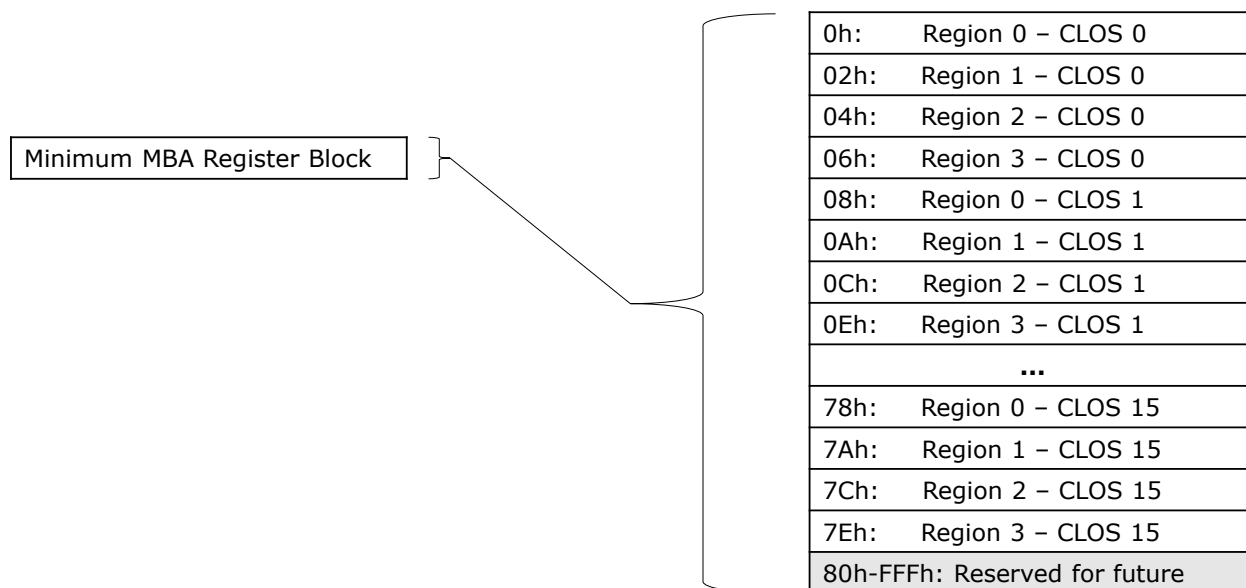 Minimum MBA Register Block
0h: Region 0 – CLOS 0
02h: Region 1 – CLOS 0
04h: Region 2 – CLOS 0
06h: Region 3 – CLOS 0
08h: Region 0 – CLOS 1
0Ah: Region 1 – CLOS 1
0Ch: Region 2 – CLOS 1
0Eh: Region 3 – CLOS 1
...
78h: Region 0 – CLOS 15
7Ah: Region 1 – CLOS 15
7Ch: Region 2 – CLOS 15
7Eh: Region 3 – CLOS 15
80h-FFFh: Reserved for future